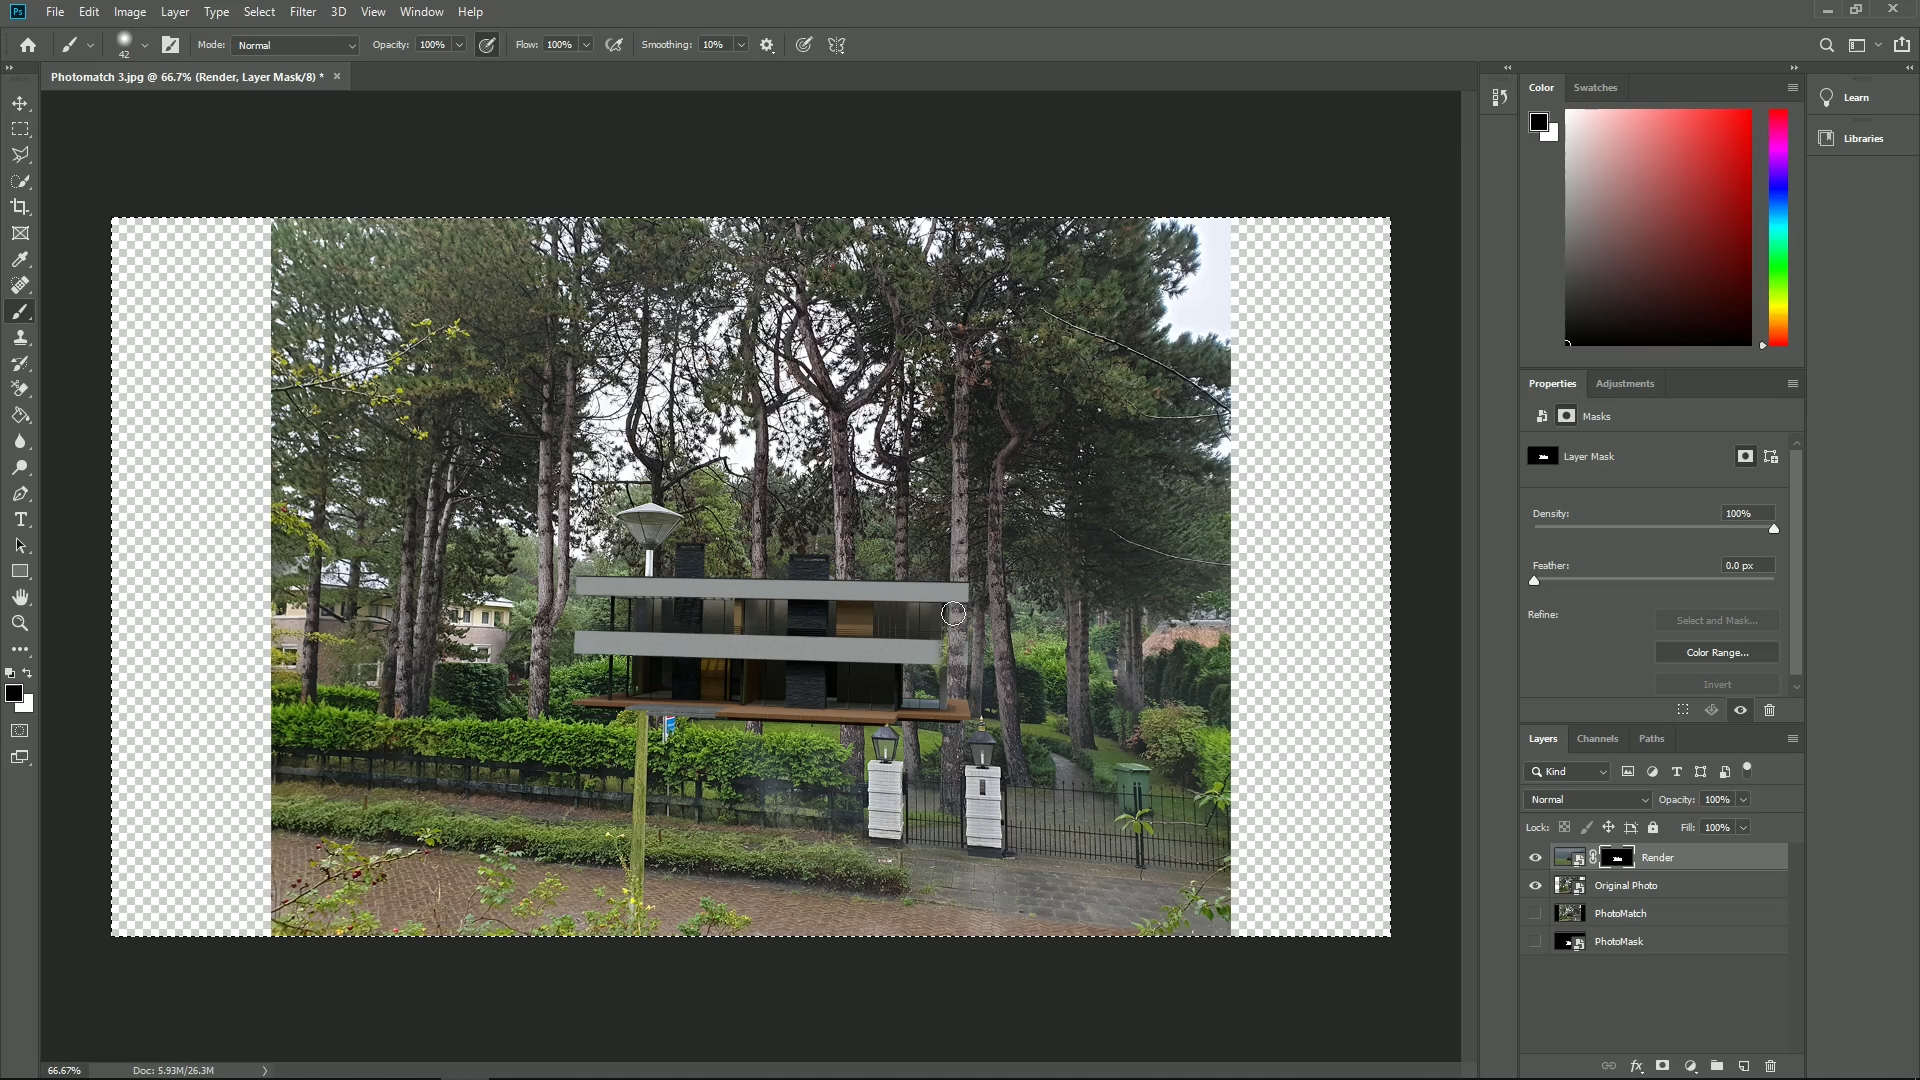 Ps File Edit Image Layer Type Select Filter 3D View Window Help
42 Mode: Normal Opacity: 100% Flow: 100% Smoothing: 10%
Photomatch 3.jpg @ 66.7% (Render, Layer Mask/8) * ×
Color Swatches
Learn
Libraries
Properties Adjustments
Masks
Layer Mask
Density: 100%
Feather: 0.0 px
Refine: Select and Mask...
Color Range...
Invert
Layers Channels Paths
Kind
Normal Opacity: 100%
Lock: Fill: 100%
Render
Original Photo
PhotoMatch
PhotoMask
66.67% Doc: 5.93M/26.3M